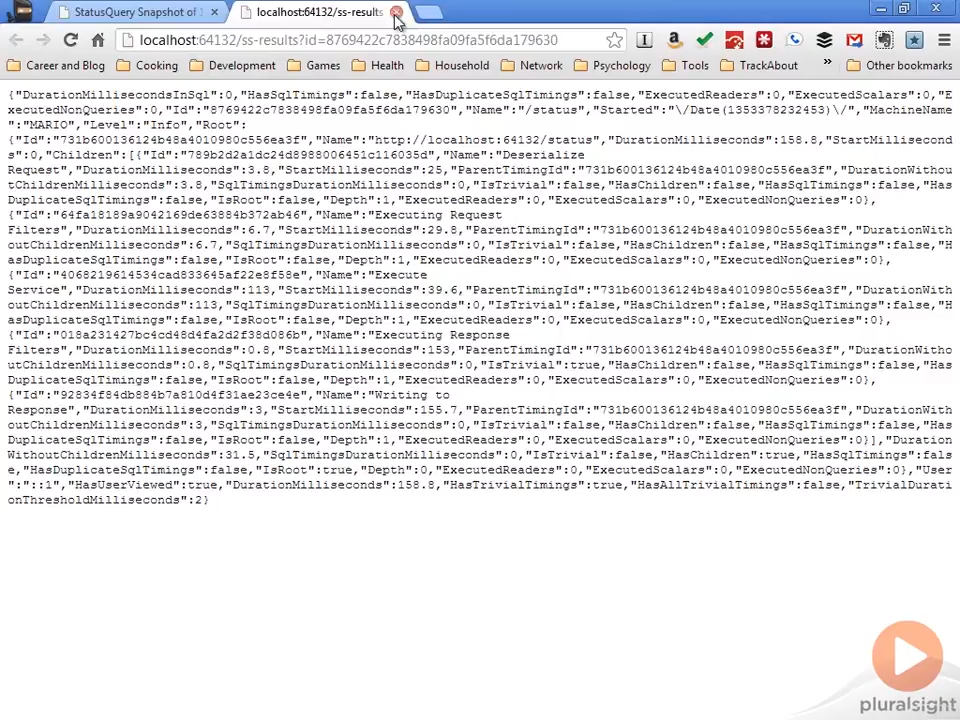 StatusQuery Snapshot of
localhost:64132/ss-results
localhost:64132/ss-results?id=8769422c7838498fa09fa5f6da179630
Career and Blog Cooking Development Games Health Household Network Psychology Tools TrackAbout » Other bookmarks
{"DurationMillisecondsInSql":0,"HasSqlTimings":false,"HasDuplicateSqlTimings":false,"ExecutedReaders":0,"ExecutedScalars":0,"E
xecutedNonQueries":0,"Id":"8769422c7838498fa09fa5f6da179630","Name":"/status","Started":"\/Date(1353378232453)\/","MachineName
":"MARIO","Level":"Info","Root":
{"Id":"731b600136124b48a4010980c556ea3f","Name":"http://localhost:64132/status","DurationMilliseconds":158.8,"StartMillisecond
s":0,"Children":[{"Id":"789b2d2a1dc24d8988006451c116035d","Name":"Deserialize
Request","DurationMilliseconds":3.8,"StartMilliseconds":25,"ParentTimingId":"731b600136124b48a4010980c556ea3f","DurationWithou
tChildrenMilliseconds":3.8,"SqlTimingsDurationMilliseconds":0,"IsTrivial":false,"HasChildren":false,"HasSqlTimings":false,"Has
DuplicateSqlTimings":false,"IsRoot":false,"Depth":1,"ExecutedReaders":0,"ExecutedScalars":0,"ExecutedNonQueries":0},
{"Id":"64fa18189a9042169de63884b372ab46","Name":"Executing Request
Filters","DurationMilliseconds":6.7,"StartMilliseconds":29.8,"ParentTimingId":"731b600136124b48a4010980c556ea3f","DurationWith
outChildrenMilliseconds":6.7,"SqlTimingsDurationMilliseconds":0,"IsTrivial":false,"HasChildren":false,"HasSqlTimings":false,"H
asDuplicateSqlTimings":false,"IsRoot":false,"Depth":1,"ExecutedReaders":0,"ExecutedScalars":0,"ExecutedNonQueries":0},
{"Id":"4068219614534cad833645af22e8f58e","Name":"Execute
Service","DurationMilliseconds":113,"StartMilliseconds":39.6,"ParentTimingId":"731b600136124b48a4010980c556ea3f","DurationWith
outChildrenMilliseconds":113,"SqlTimingsDurationMilliseconds":0,"IsTrivial":false,"HasChildren":false,"HasSqlTimings":false,"H
asDuplicateSqlTimings":false,"IsRoot":false,"Depth":1,"ExecutedReaders":0,"ExecutedScalars":0,"ExecutedNonQueries":0},
{"Id":"018a231427bc4cd48d4fa2d2f38d086b","Name":"Executing Response
Filters","DurationMilliseconds":0.8,"StartMilliseconds":153,"ParentTimingId":"731b600136124b48a4010980c556ea3f","DurationWitho
utChildrenMilliseconds":0.8,"SqlTimingsDurationMilliseconds":0,"IsTrivial":true,"HasChildren":false,"HasSqlTimings":false,"Has
DuplicateSqlTimings":false,"IsRoot":false,"Depth":1,"ExecutedReaders":0,"ExecutedScalars":0,"ExecutedNonQueries":0},
{"Id":"92834f84db884b7a810d4f31ae23ce4e","Name":"Writing to
Response","DurationMilliseconds":3,"StartMilliseconds":155.7,"ParentTimingId":"731b600136124b48a4010980c556ea3f","DurationWith
outChildrenMilliseconds":3,"SqlTimingsDurationMilliseconds":0,"IsTrivial":false,"HasChildren":false,"HasSqlTimings":false,"Has
DuplicateSqlTimings":false,"IsRoot":false,"Depth":1,"ExecutedReaders":0,"ExecutedScalars":0,"ExecutedNonQueries":0}],"Duration
WithoutChildrenMilliseconds":31.5,"SqlTimingsDurationMilliseconds":0,"IsTrivial":false,"HasChildren":true,"HasSqlTimings":fals
e,"HasDuplicateSqlTimings":false,"IsRoot":true,"Depth":0,"ExecutedReaders":0,"ExecutedScalars":0,"ExecutedNonQueries":0},"User
":"::1","HasUserViewed":true,"DurationMilliseconds":158.8,"HasTrivialTimings":true,"HasAllTrivialTimings":false,"TrivialDurati
onThresholdMilliseconds":2}
pluralsight